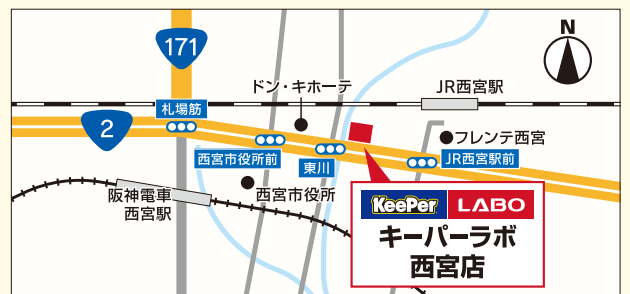 171
N
ドン・キホーテ
JR西宮駅
札場筋
2
フレンテ西宮
西宮市役所前
東川
JR西宮駅前
阪神電車
西宮駅
西宮市役所
KeePer LABO
キーパーラボ
西宮店